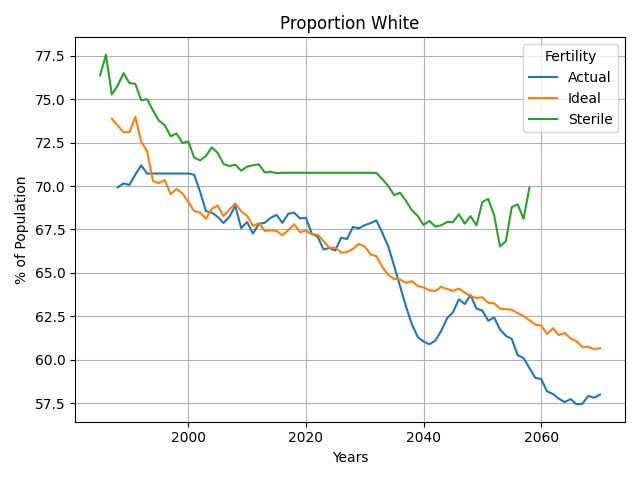 Proportion White
Fertility
Actual
Ideal
Sterile
% of Population
77.5
75.0
72.5
70.0
67.5
65.0
62.5
60.0
57.5
2000
2020
2040
2060
Years